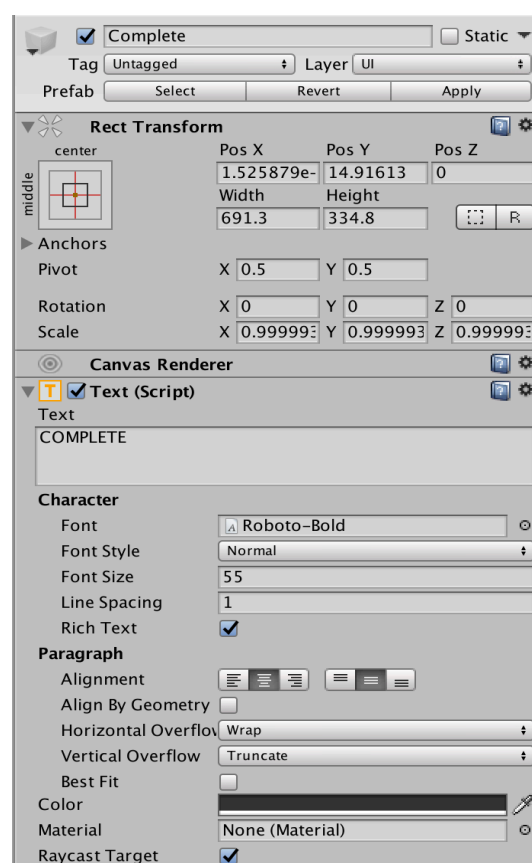 Complete Static
Tag Untagged Layer UI
Prefab Select Revert Apply
Rect Transform
center Pos X Pos Y Pos Z
middle 1.525879e- 14.91613 0
Width Height
691.3 334.8 R
Anchors
Pivot X 0.5 Y 0.5
Rotation X 0 Y 0 Z 0
Scale X 0.99999 Y 0.999993 Z 0.99999
Canvas Renderer
T Text (Script)
Text
COMPLETE
Character
Font A Roboto-Bold
Font Style Normal
Font Size 55
Line Spacing 1
Rich Text
Paragraph
Alignment
Align By Geometry
Horizontal Overflow Wrap
Vertical Overflow Truncate
Best Fit
Color
Material None (Material)
Raycast Target